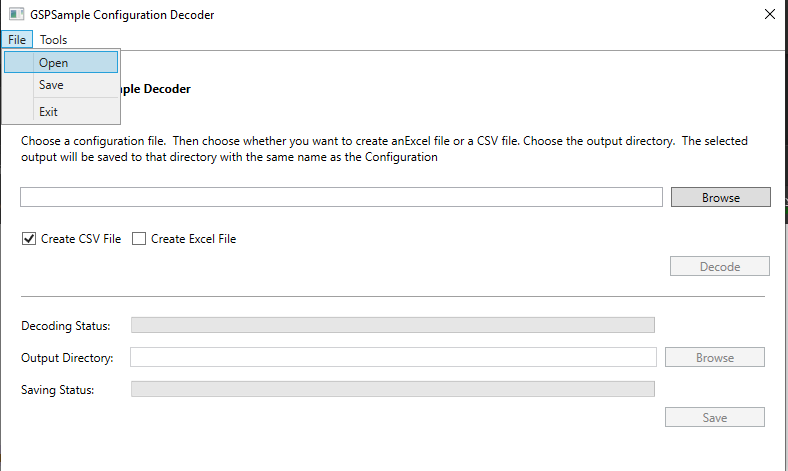 GSPSample Configuration Decoder
File Tools
Open
Save
Exit
Decoder
Choose a configuration file. Then choose whether you want to create anExcel file or a CSV file. Choose the output directory. The selected
output will be saved to that directory with the same name as the Configuration
Browse
Create CSV File Create Excel File
Decode
Decoding Status:
Output Directory: Browse
Saving Status:
Save